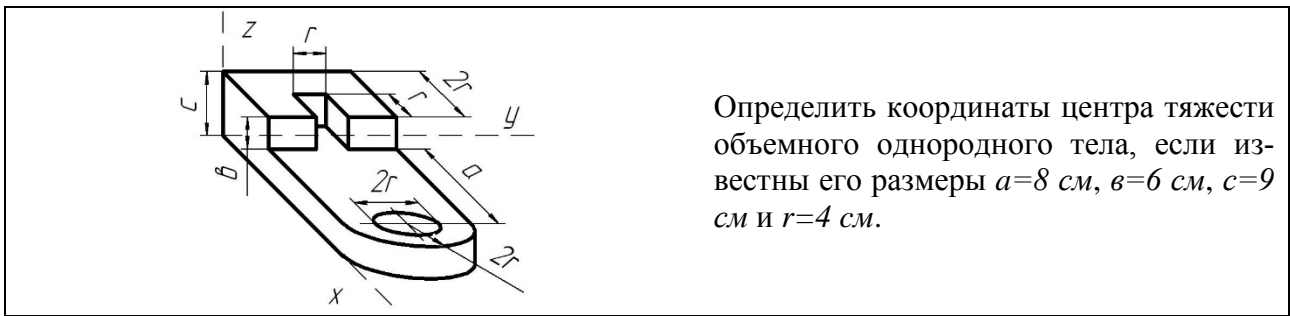 z
r
c
2r
r
y
в
a
2r
2r
x
Определить координаты центра тяжести
объемного однородного тела, если из-
вестны его размеры a=8 см, в=6 см, c=9
см и r=4 см.